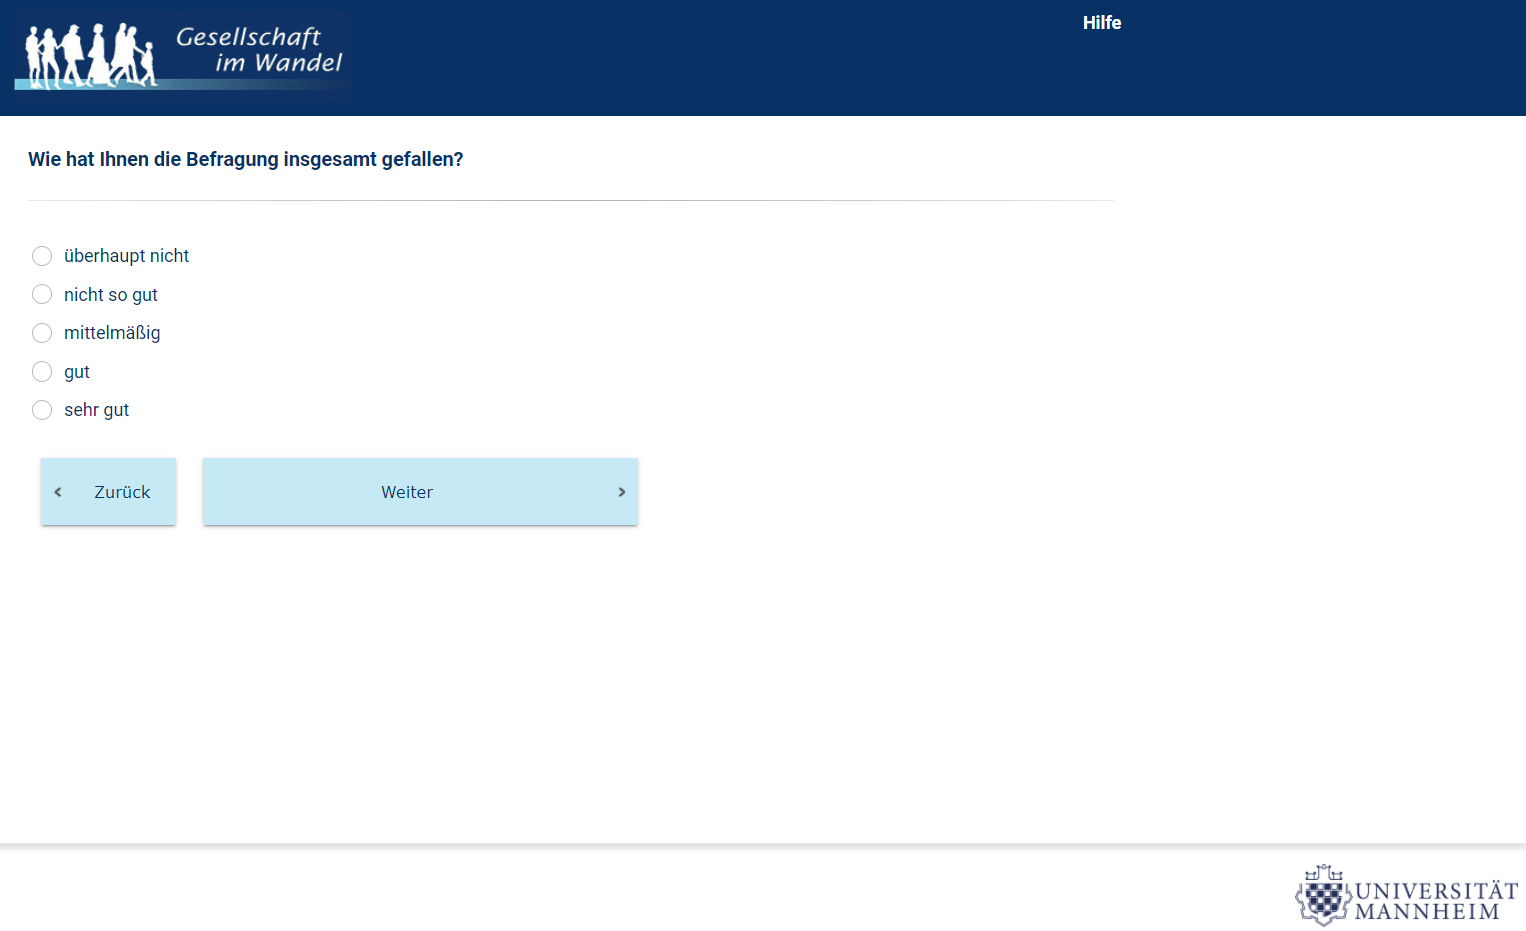 Gesellschaft
im Wandel
Hilfe
Wie hat Ihnen die Befragung insgesamt gefallen?
überhaupt nicht
nicht so gut
mittelmäßig
gut
sehr gut
Zurück
Weiter
UNIVERSITÄT
MANNHEIM